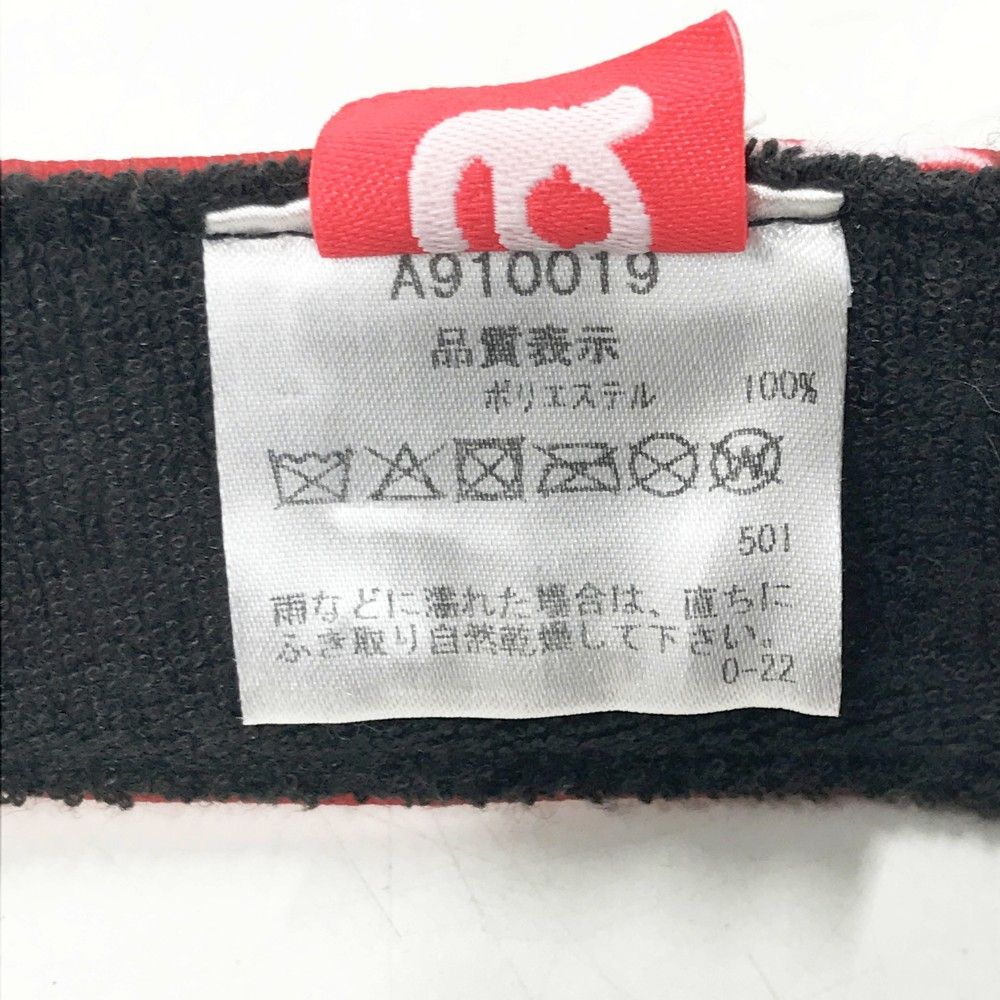 A910019
品質表示
ポリエステル 100%
501
雨などに濡れた場合は、直ちに
ふき取り自然乾燥して下さい。
0-22